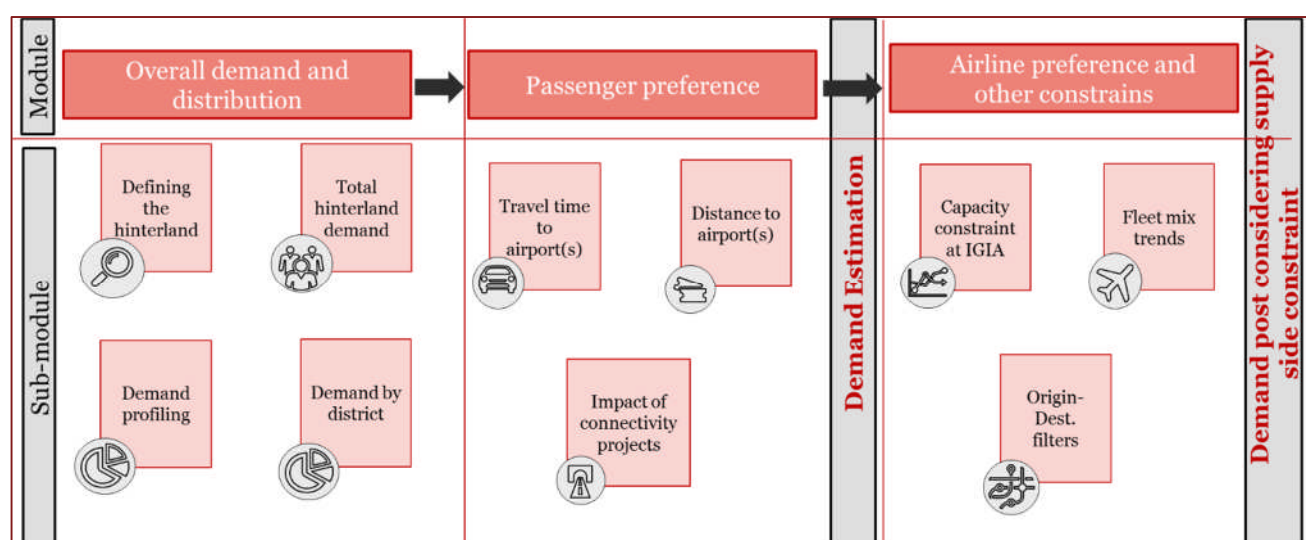 Module
Overall demand and
distribution
Passenger preference
Airline preference and
other constrains
Sub-module
Defining
the
hinterland
Total
hinterland
demand
Demand
profiling
Demand by
district
Travel time
to
airport(s)
Distance to
airport(s)
Impact of
connectivity
projects
Demand Estimation
Capacity
constraint
at IGIA
Fleet mix
trends
Origin-
Dest.
filters
Demand post considering supply
side constraint